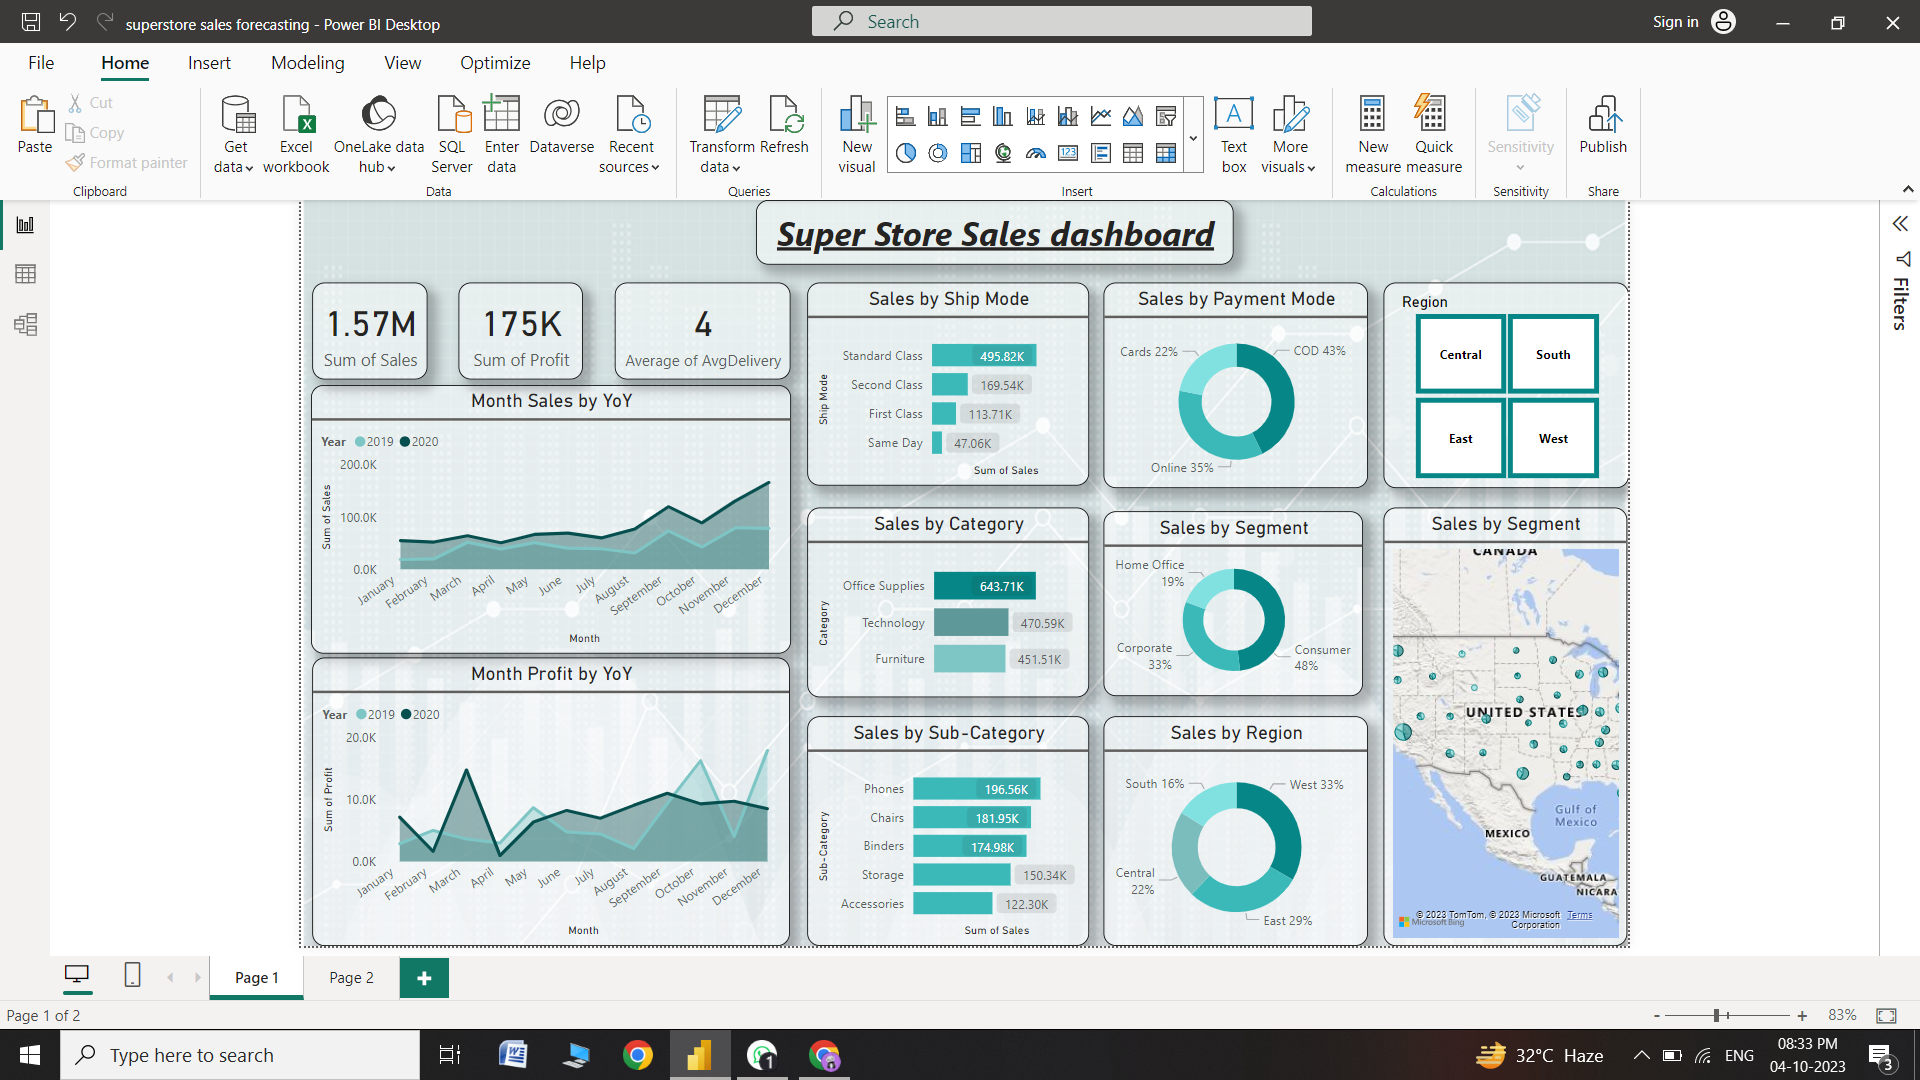 superstore sales forecasting - Power BI Desktop
Search
Sign in
File Home Insert Modeling View Optimize Help
Paste
Cut
Copy
Format painter
Clipboard
Get data
Excel workbook
OneLake data hub
SQL Server
Enter data
Dataverse
Recent sources
Data
Transform data
Refresh
Queries
New visual
123
A
Text box
More visuals
Insert
New measure
Quick measure
Calculations
Sensitivity
Sensitivity
Publish
Share
Super Store Sales dashboard
1.57M
Sum of Sales
175K
Sum of Profit
4
Average of AvgDelivery
Month Sales by YoY
Year 2019 2020
Sum of Sales
200.0K
100.0K
0.0K
January February March April May June July August September October November December
Month
Month Profit by YoY
Year 2019 2020
Sum of Profit
20.0K
10.0K
0.0K
January February March April May June July August September October November December
Month
Sales by Ship Mode
Ship Mode
Standard Class 495.82K
Second Class 169.54K
First Class 113.71K
Same Day 47.06K
Sum of Sales
Sales by Category
Category
Office Supplies 643.71K
Technology 470.59K
Furniture 451.51K
Sales by Sub-Category
Sub-Category
Phones 196.56K
Chairs 181.95K
Binders 174.98K
Storage 150.34K
Accessories 122.30K
Sum of Sales
Sales by Payment Mode
Cards 22%
COD 43%
Online 35%
Sales by Segment
Home Office
19%
Corporate
33%
Consumer
48%
Sales by Region
South 16%
West 33%
Central
22%
East 29%
Region
Central South
East West
Sales by Segment
CANADA
UNITED STATES
Gulf of
Mexico
MEXICO
GUATEMALA
NICARA
© 2023 TomTom, © 2023 Microsoft Corporation Terms
Microsoft Bing
Filters
Page 1 Page 2 +
Page 1 of 2
- + 83%
Type here to search
1
32°C Haze
ENG
08:33 PM
04-10-2023
3